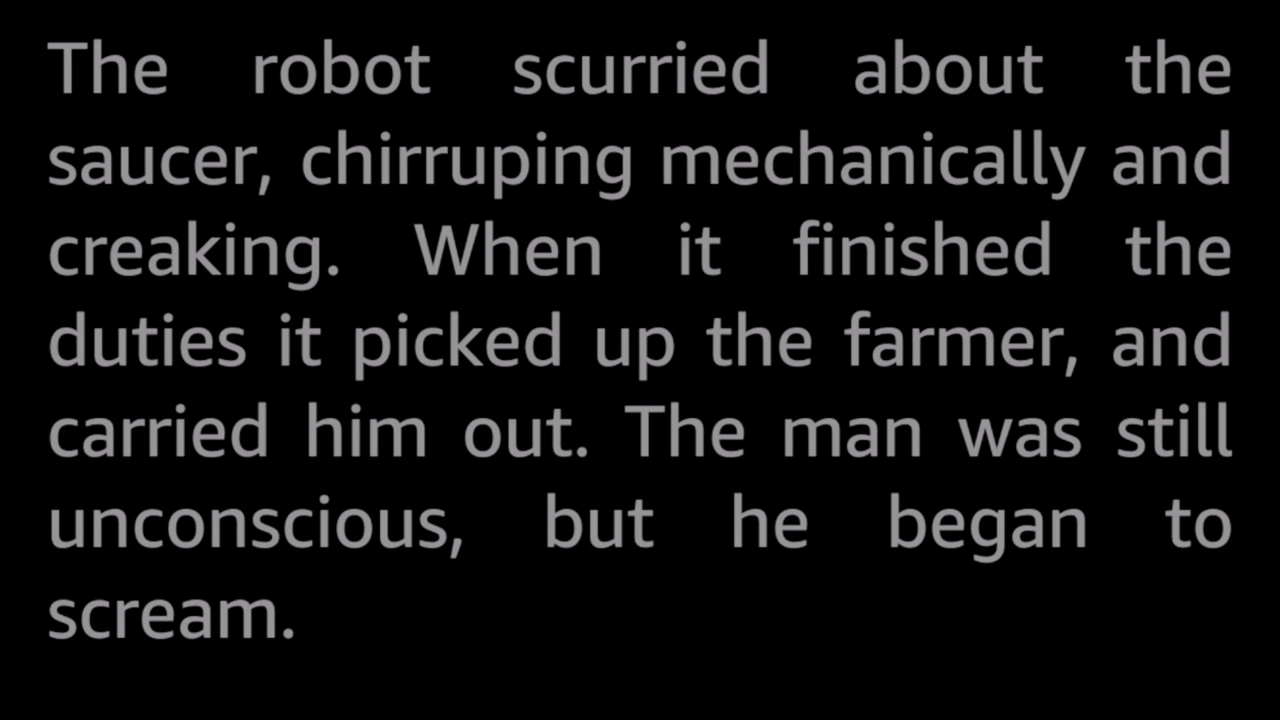 The robot scurried about the
saucer, chirruping mechanically and
creaking. When it finished the
duties it picked up the farmer, and
carried him out. The man was still
unconscious, but he began to
scream.